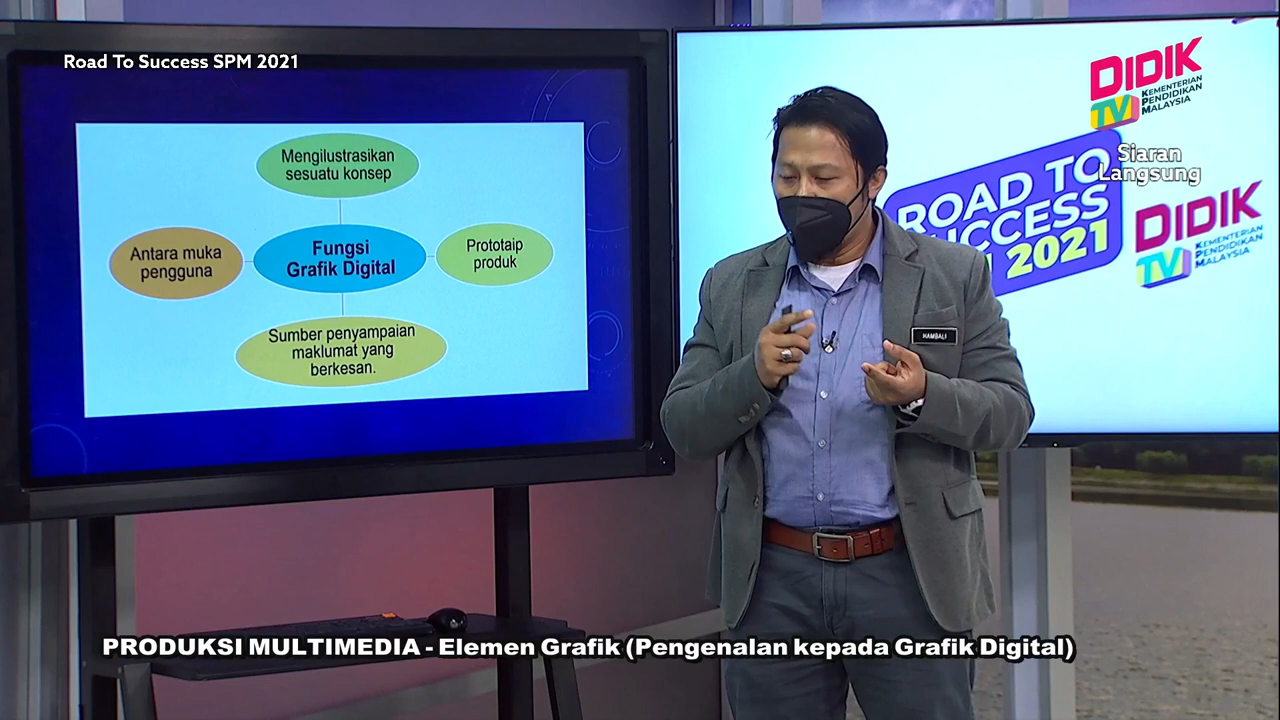 Road To Success SPM 2021
Mengilustrasikan
sesuatu konsep
Antara muka
pengguna
Fungsi
Grafik Digital
Prototaip
produk
Sumber penyampaian
maklumat yang
berkesan.
DIDIK
TV
KEMENTERIAN
PENDIDIKAN
MALAYSIA
Siaran
Langsung
ROAD TO
2021
DIDIK
TV
KEMENTERIAN
PENDIDIKAN
MALAYSIA
HAMBALI
PRODUKSI MULTIMEDIA - Elemen Grafik (Pengenalan kepada Grafik Digital)